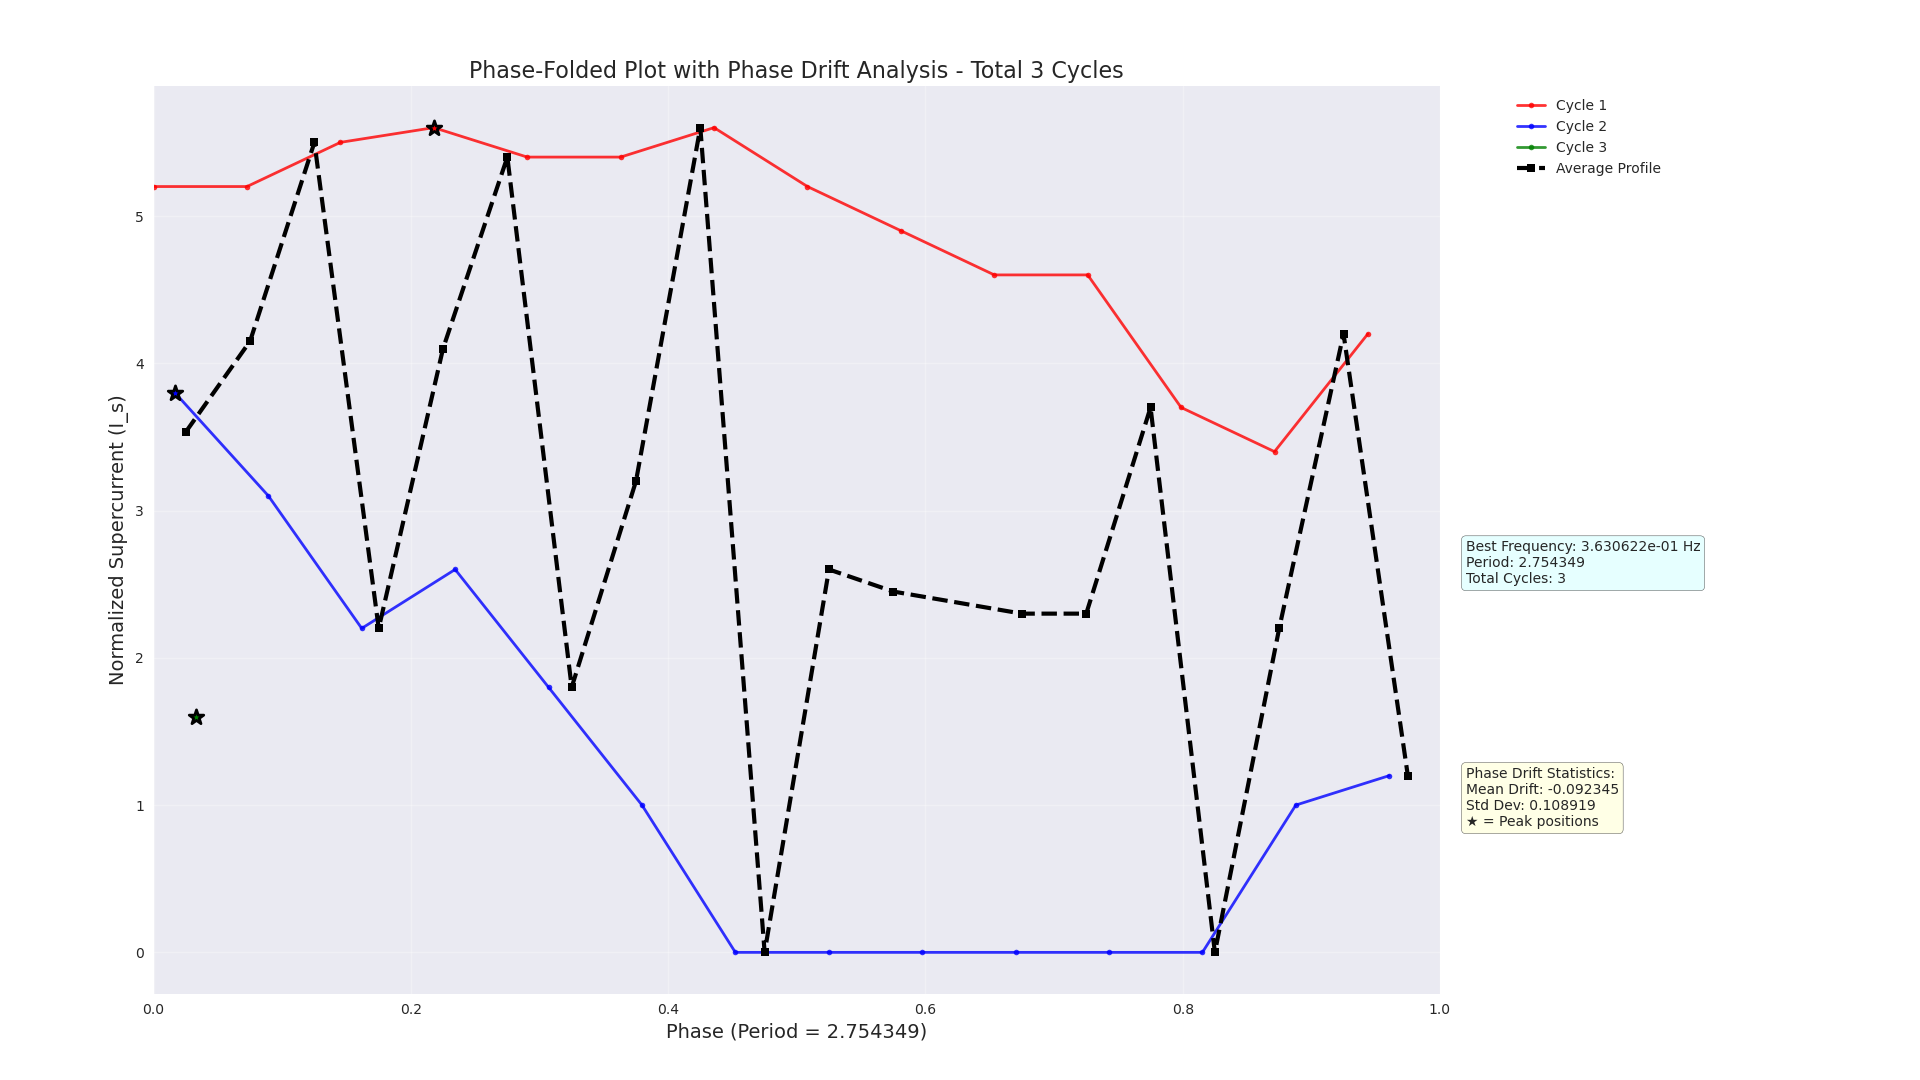 Phase-Folded Plot with Phase Drift Analysis - Total 3 Cycles
Cycle 1
Cycle 2
Cycle 3
Average Profile
Normalized Supercurrent (I_s)
5
4
3
2
1
0
Best Frequency: 3.630622e-01 Hz
Period: 2.754349
Total Cycles: 3
Phase Drift Statistics:
Mean Drift: -0.092345
Std Dev: 0.108919
★ = Peak positions
0.0 0.2 0.4 0.6 0.8 1.0
Phase (Period = 2.754349)